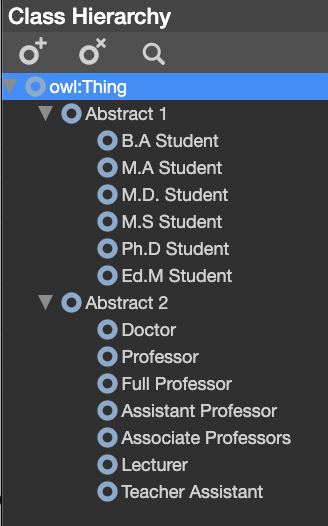 Class Hierarchy
owl:Thing
Abstract 1
B.A Student
M.A Student
M.D. Student
M.S Student
Ph.D Student
Ed.M Student
Abstract 2
Doctor
Professor
Full Professor
Assistant Professor
Associate Professors
Lecturer
Teacher Assistant